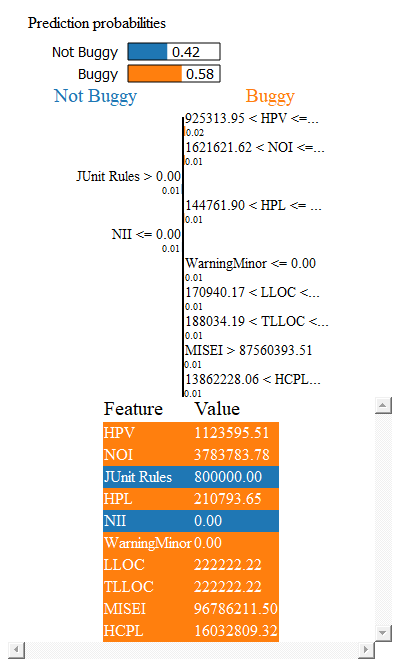 Prediction probabilities
Not Buggy 0.42
Buggy 0.58
Not Buggy Buggy
925313.95 < HPV <=...
0.02
1621621.62 < NOI <=...
0.01
JUnit Rules > 0.00
0.01
144761.90 < HPL <= ...
0.01
NII <= 0.00
0.01
WarningMinor <= 0.00
0.01
170940.17 < LLOC <...
0.01
188034.19 < TLLOC <...
0.01
MISEI > 87560393.51
0.01
13862228.06 < HCPL...
0.01
Feature Value
HPV 1123595.51
NOI 3783783.78
JUnit Rules 800000.00
HPL 210793.65
NII 0.00
WarningMinor 0.00
LLOC 222222.22
TLLOC 222222.22
MISEI 96786211.50
HCPL 16032809.32